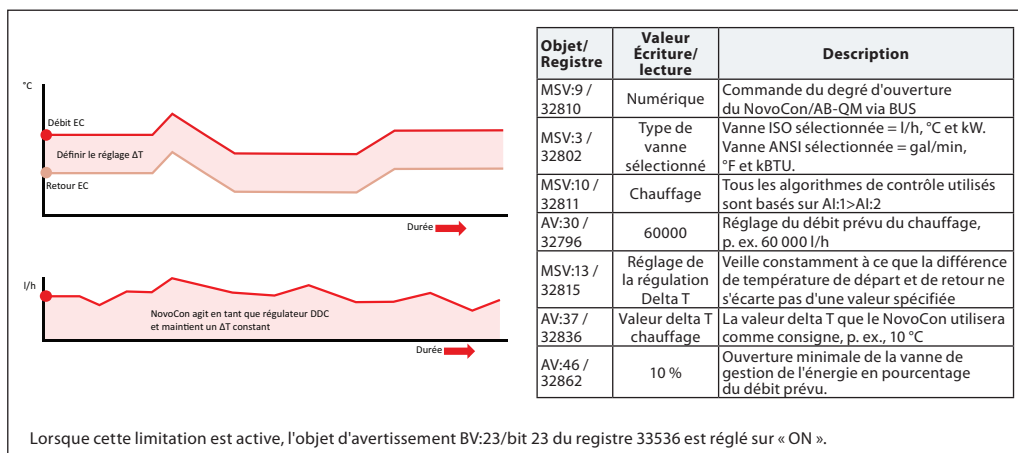 °C
Débit EC
Définir le réglage ΔT
Retour EC
Durée
l/h
NovoCon agit en tant que régulateur DDC
et maintient un ΔT constant
Durée
Objet/
Registre
Valeur
Écriture/
lecture
Description
MSV:9 /
32810
Numérique
Commande du degré d'ouverture
du NovoCon/AB-QM via BUS
MSV:3 /
32802
Type de
vanne
sélectionné
Vanne ISO sélectionnée = l/h, °C et kW.
Vanne ANSI sélectionnée = gal/min,
°F et kBTU.
MSV:10 /
32811
Chauffage
Tous les algorithmes de contrôle utilisés
sont basés sur AI:1>AI:2
AV:30 /
32796
60000
Réglage du débit prévu du chauffage,
p. ex. 60 000 l/h
MSV:13 /
32815
Réglage de
la régulation
Delta T
Veille constamment à ce que la différence
de température de départ et de retour ne
s'écarte pas d'une valeur spécifiée
AV:37 /
32836
Valeur delta T
chauffage
La valeur delta T que le NovoCon utilisera
comme consigne, p. ex., 10 °C
AV:46 /
32862
10 %
Ouverture minimale de la vanne de
gestion de l'énergie en pourcentage
du débit prévu.
Lorsque cette limitation est active, l'objet d'avertissement BV:23/bit 23 du registre 33536 est réglé sur « ON ».